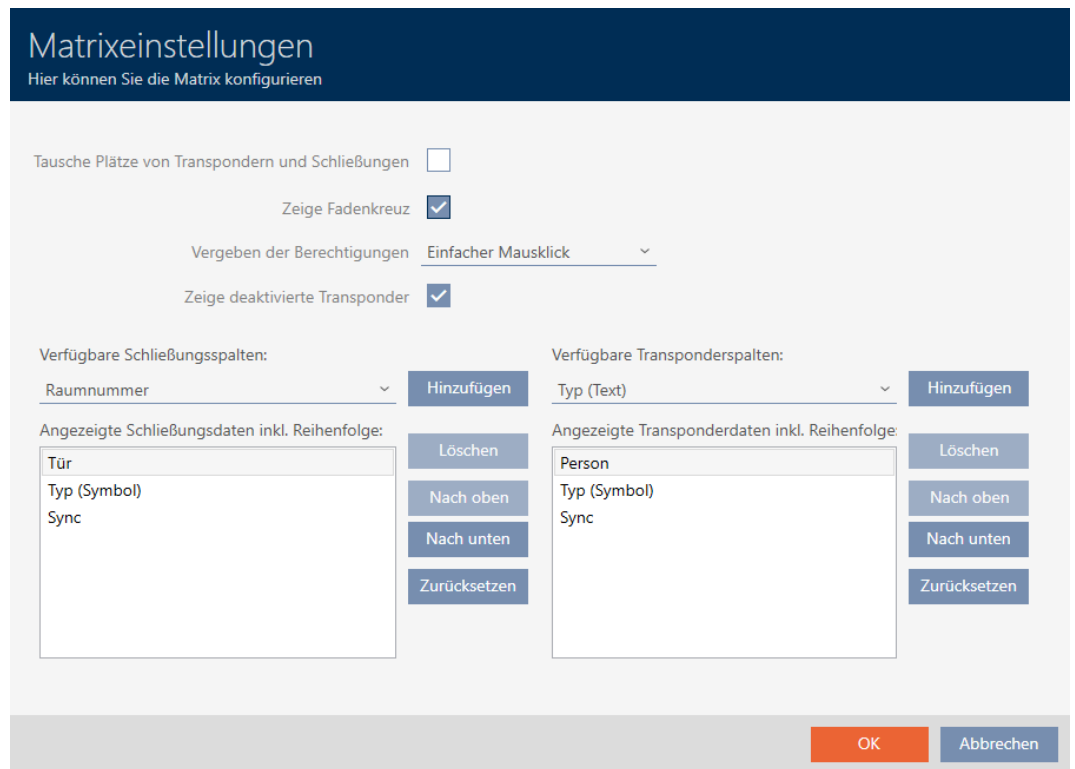 Matrixeinstellungen
Hier können Sie die Matrix konfigurieren
Tausche Plätze von Transpondern und Schließungen
Zeige Fadenkreuz
Vergeben der Berechtigungen Einfacher Mausklick
Zeige deaktivierte Transponder
Verfügbare Schließungsspalten:
Raumnummer Hinzufügen
Angezeigte Schließungsdaten inkl. Reihenfolge:
Tür
Typ (Symbol)
Sync
Löschen
Nach oben
Nach unten
Zurücksetzen
Verfügbare Transponderspalten:
Typ (Text) Hinzufügen
Angezeigte Transponderdaten inkl. Reihenfolge:
Person
Typ (Symbol)
Sync
Löschen
Nach oben
Nach unten
Zurücksetzen
OK Abbrechen